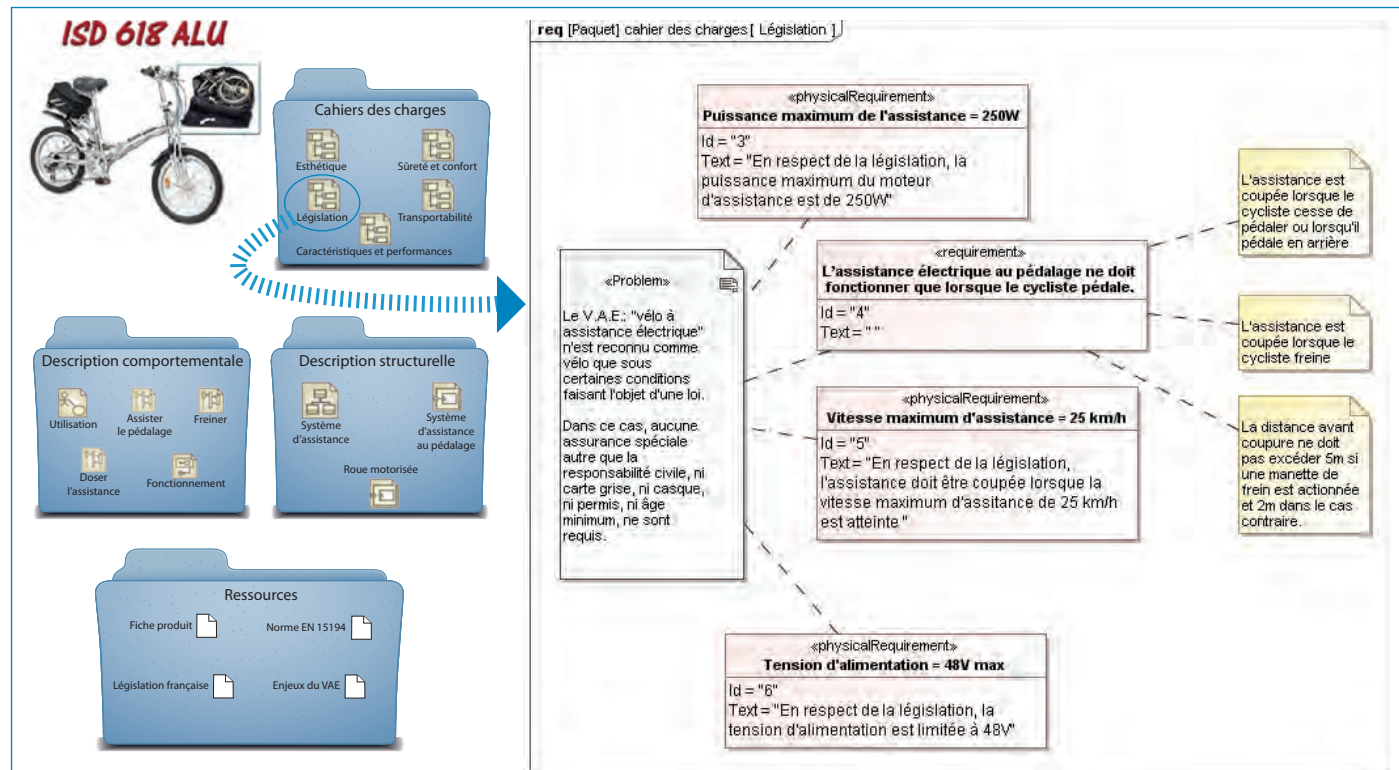 ISD 618 ALU
Cahiers des charges
Esthétique
Sûreté et confort
Législation
Transportabilité
Caractéristiques et performances
Description comportementale
Utilisation
Assister
le pédalage
Freiner
Doser
l'assistance
Fonctionnement
Description structurelle
Système
d'assistance
Système
d'assistance
au pédalage
Roue motorisée
Ressources
Fiche produit
Norme EN 15194
Législation française
Enjeux du VAE
req [Paquet] cahier des charges [ Législation ]
«physicalRequirement»
Puissance maximum de l'assistance = 250W
Id = "3"
Text = "En respect de la législation, la
puissance maximum du moteur
d'assistance est de 250W"
«Problem»
Le V.A.E.: "vélo à
assistance électrique"
n'est reconnu comme
vélo que sous
certaines conditions
faisant l'objet d'une loi.
Dans ce cas, aucune
assurance spéciale
autre que la
responsabilité civile, ni
carte grise, ni casque,
ni permis, ni âge
minimum, ne sont
requis.
«requirement»
L'assistance électrique au pédalage ne doit
fonctionner que lorsque le cycliste pédale.
Id = "4"
Text = " "
«physicalRequirement»
Vitesse maximum d'assistance = 25 km/h
Id = "5"
Text = "En respect de la législation,
l'assistance doit être coupée lorsque la
vitesse maximum d'assitance de 25 km/h
est atteinte "
«physicalRequirement»
Tension d'alimentation = 48V max
Id = "6"
Text = "En respect de la législation, la
tension d'alimentation est limitée à 48V"
L'assistance est
coupée lorsque le
cycliste cesse de
pédaler ou lorsqu'il
pédale en arrière
L'assistance est
coupée lorsque le
cycliste freine
La distance avant
coupure ne doit
pas excéder 5m si
une manette de
frein est actionnée
et 2m dans le cas
contraire.